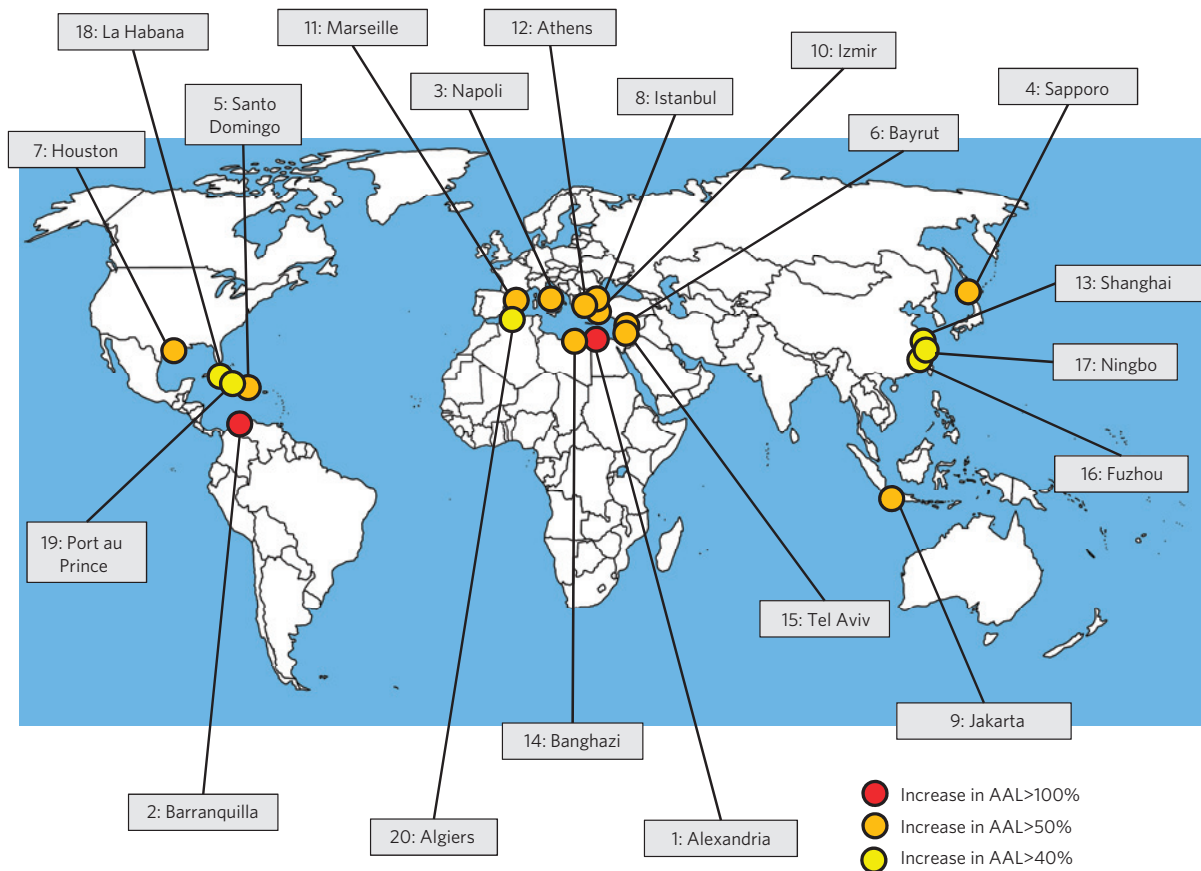 18: La Habana
11: Marseille
12: Athens
10: Izmir
3: Napoli
8: Istanbul
4: Sapporo
5: Santo
Domingo
6: Bayrut
7: Houston
13: Shanghai
17: Ningbo
16: Fuzhou
19: Port au
Prince
15: Tel Aviv
9: Jakarta
14: Banghazi
2: Barranquilla
20: Algiers
1: Alexandria
Increase in AAL>100%
Increase in AAL>50%
Increase in AAL>40%